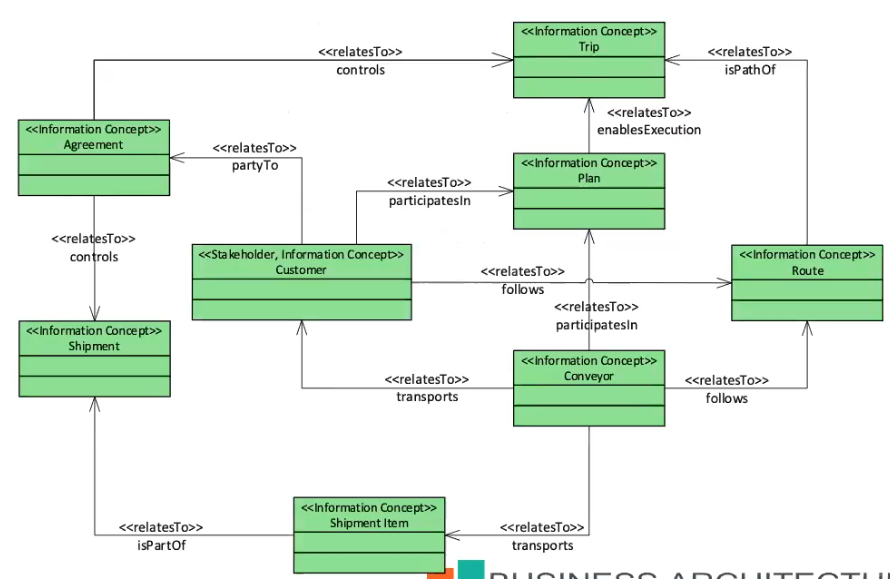 <<Information Concept>>
Trip
<<relatesTo>>
controls
<<relatesTo>>
isPathOf
<<relatesTo>>
enablesExecution
<<Information Concept>>
Agreement
<<relatesTo>>
partyTo
<<Information Concept>>
Plan
<<relatesTo>>
participatesIn
<<relatesTo>>
controls
<<Stakeholder, Information Concept>>
Customer
<<Information Concept>>
Route
<<relatesTo>>
follows
<<relatesTo>>
participatesIn
<<Information Concept>>
Shipment
<<Information Concept>>
Conveyor
<<relatesTo>>
transports
<<relatesTo>>
follows
<<Information Concept>>
Shipment Item
<<relatesTo>>
isPartOf
<<relatesTo>>
transports
BUSINESS